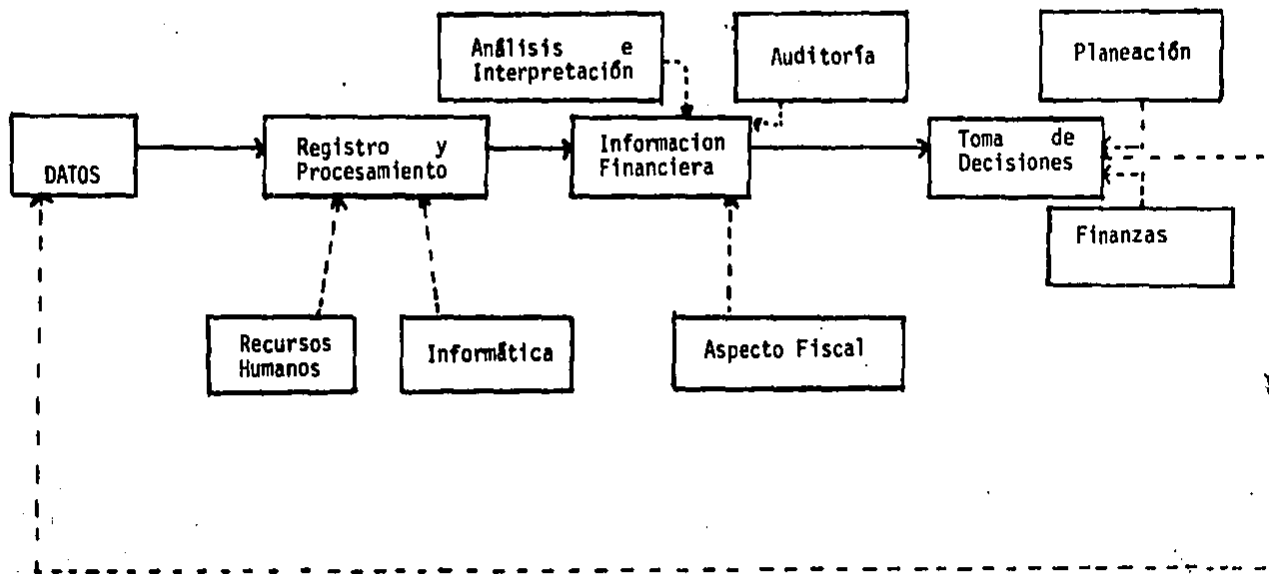 Análisis e
Interpretación
Auditoría
Planeación
DATOS
Registro y
Procesamiento
Informacion
Financiera
Toma de
Decisiones
Finanzas
Recursos
Humanos
Informática
Aspecto Fiscal